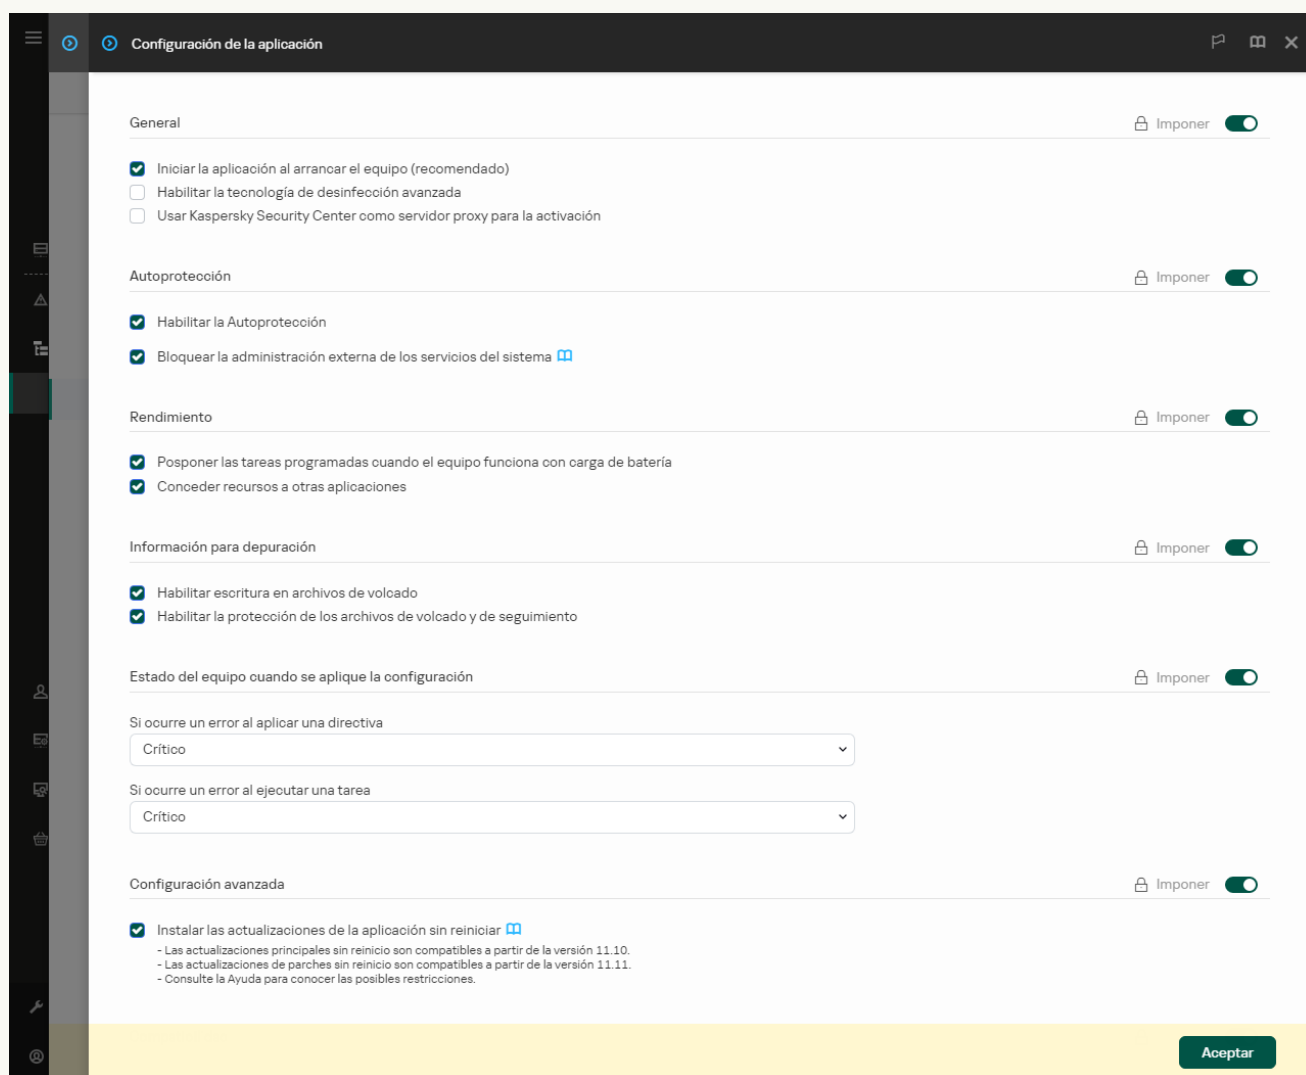 Configuración de la aplicación
General
Imponer
Iniciar la aplicación al arrancar el equipo (recomendado)
Habilitar la tecnología de desinfección avanzada
Usar Kaspersky Security Center como servidor proxy para la activación
Autoprotección
Imponer
Habilitar la Autoprotección
Bloquear la administración externa de los servicios del sistema
Rendimiento
Imponer
Posponer las tareas programadas cuando el equipo funciona con carga de batería
Conceder recursos a otras aplicaciones
Información para depuración
Imponer
Habilitar escritura en archivos de volcado
Habilitar la protección de los archivos de volcado y de seguimiento
Estado del equipo cuando se aplique la configuración
Imponer
Si ocurre un error al aplicar una directiva
Crítico
Si ocurre un error al ejecutar una tarea
Crítico
Configuración avanzada
Imponer
Instalar las actualizaciones de la aplicación sin reiniciar
- Las actualizaciones principales sin reinicio son compatibles a partir de la versión 11.10.
- Las actualizaciones de parches sin reinicio son compatibles a partir de la versión 11.11.
- Consulte la Ayuda para conocer las posibles restricciones.
Aceptar